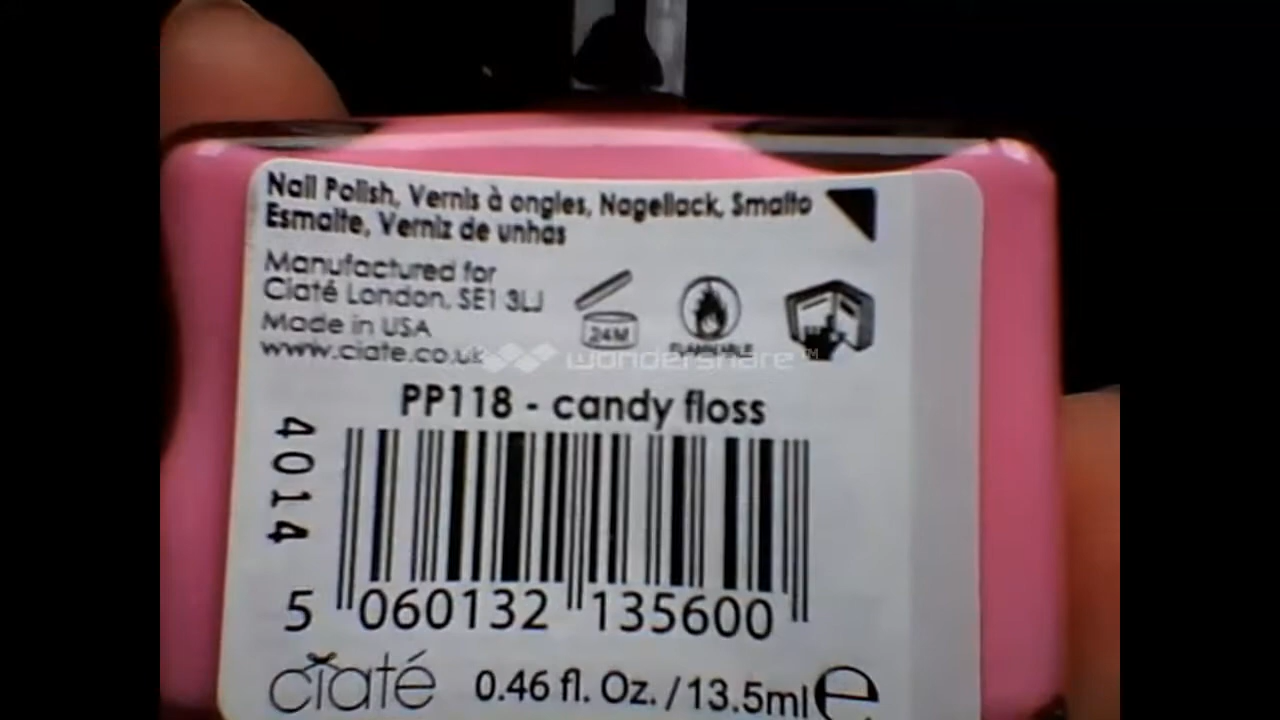 Nail Polish, Vernis à ongles, Nagellack, Smalto
Esmalte, Verniz de unhas
Manufactured for
Ciaté London, SE1 3LJ
Made in USA
www.ciate.co.uk
24M
FLAMMABLE
wondershare™
PP118 - candy floss
4014
5 060132 135600
ciaté 0.46 fl. Oz. / 13.5ml e